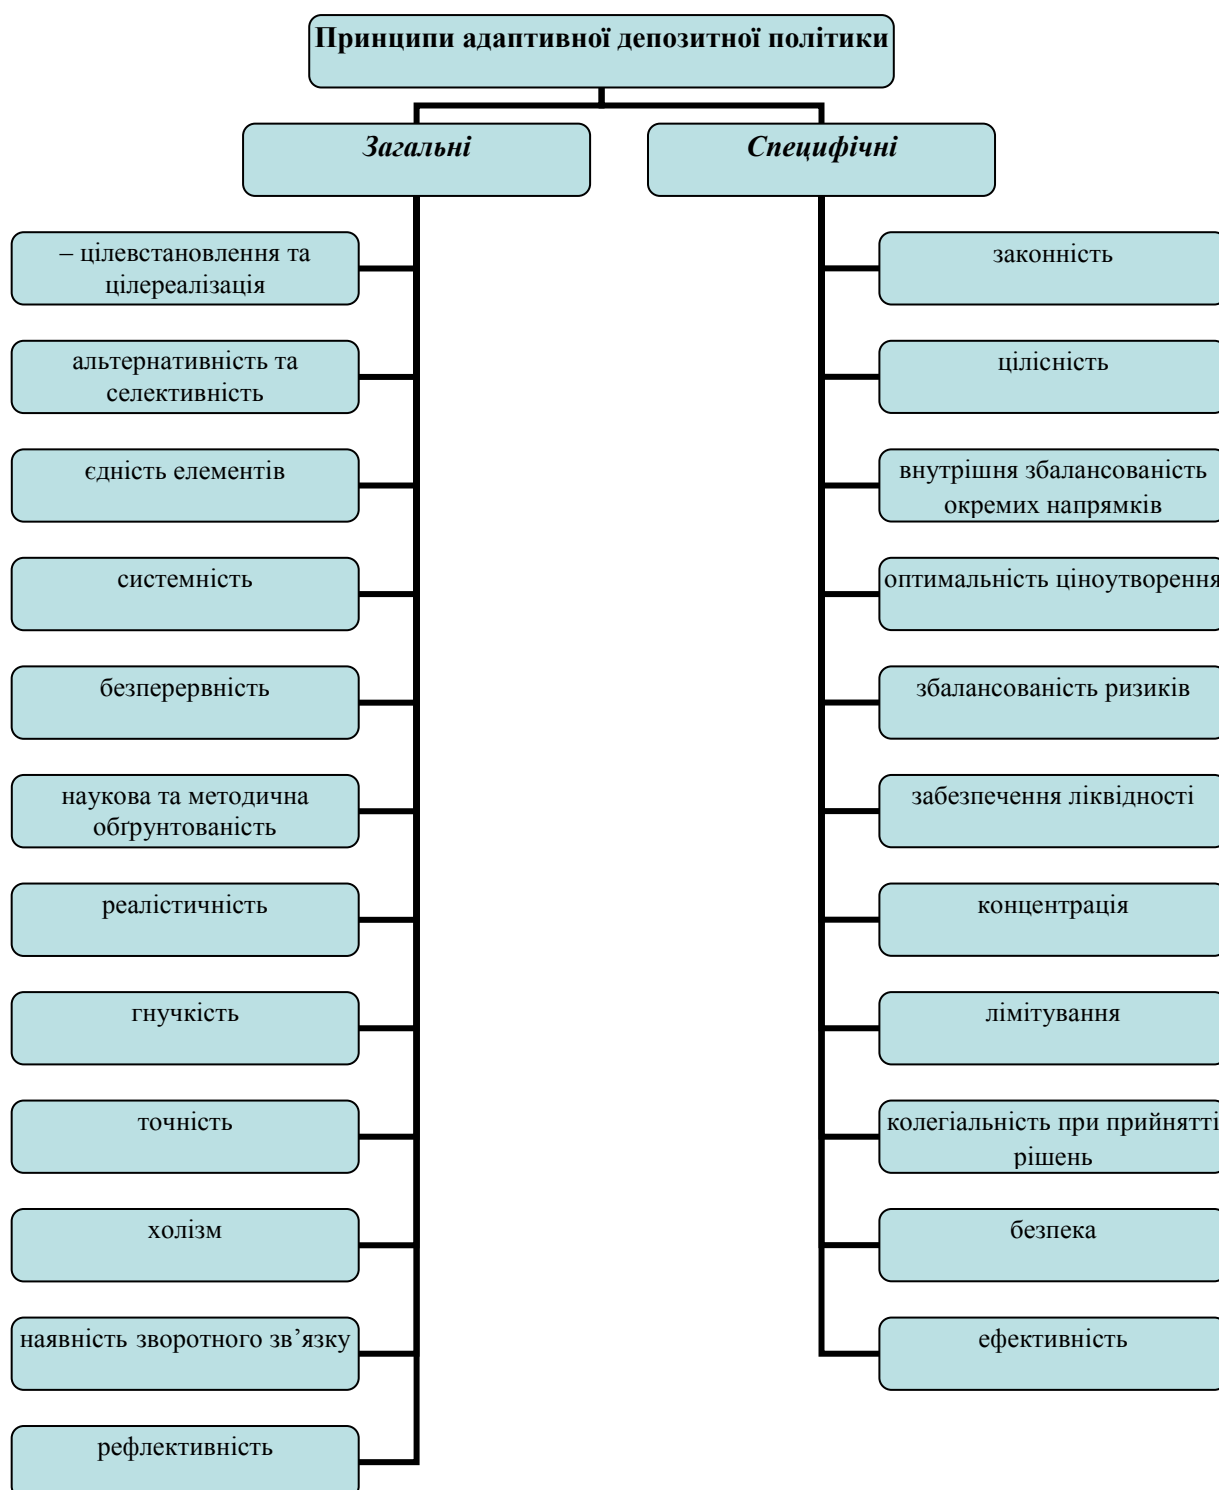 Принципи адаптивної депозитної політики
Загальні
Специфічні
– цілевстановлення та
цілереалізація
альтернативність та
селективність
єдність елементів
системність
безперервність
наукова та методична
обґрунтованість
реалістичність
гнучкість
точність
холізм
наявність зворотного зв’язку
рефлективність
законність
цілісність
внутрішня збалансованість
окремих напрямків
оптимальність ціноутворення
збалансованість ризиків
забезпечення ліквідності
концентрація
лімітування
колегіальність при прийнятті
рішень
безпека
ефективність